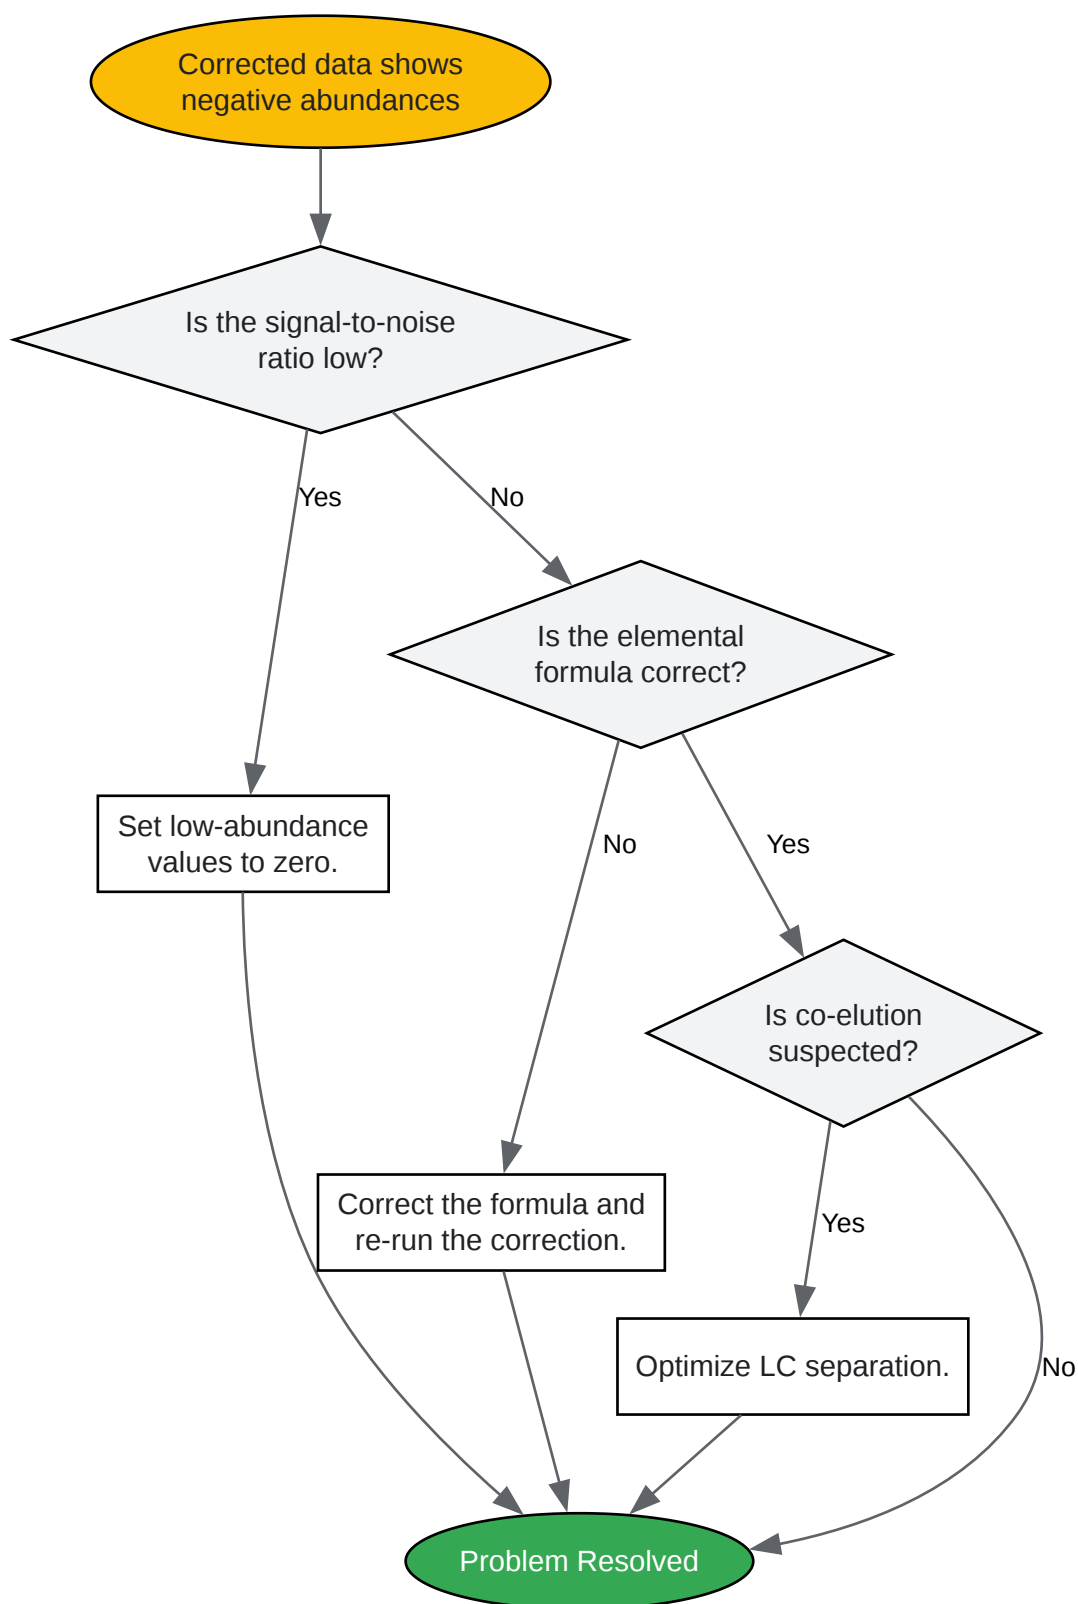 Corrected data shows
negative abundances
Is the signal-to-noise
ratio low?
Yes
No
Is the elemental
formula correct?
Set low-abundance
values to zero.
No
Yes
Is co-elution
suspected?
Correct the formula and
re-run the correction.
Yes
Optimize LC separation.
No
Problem Resolved